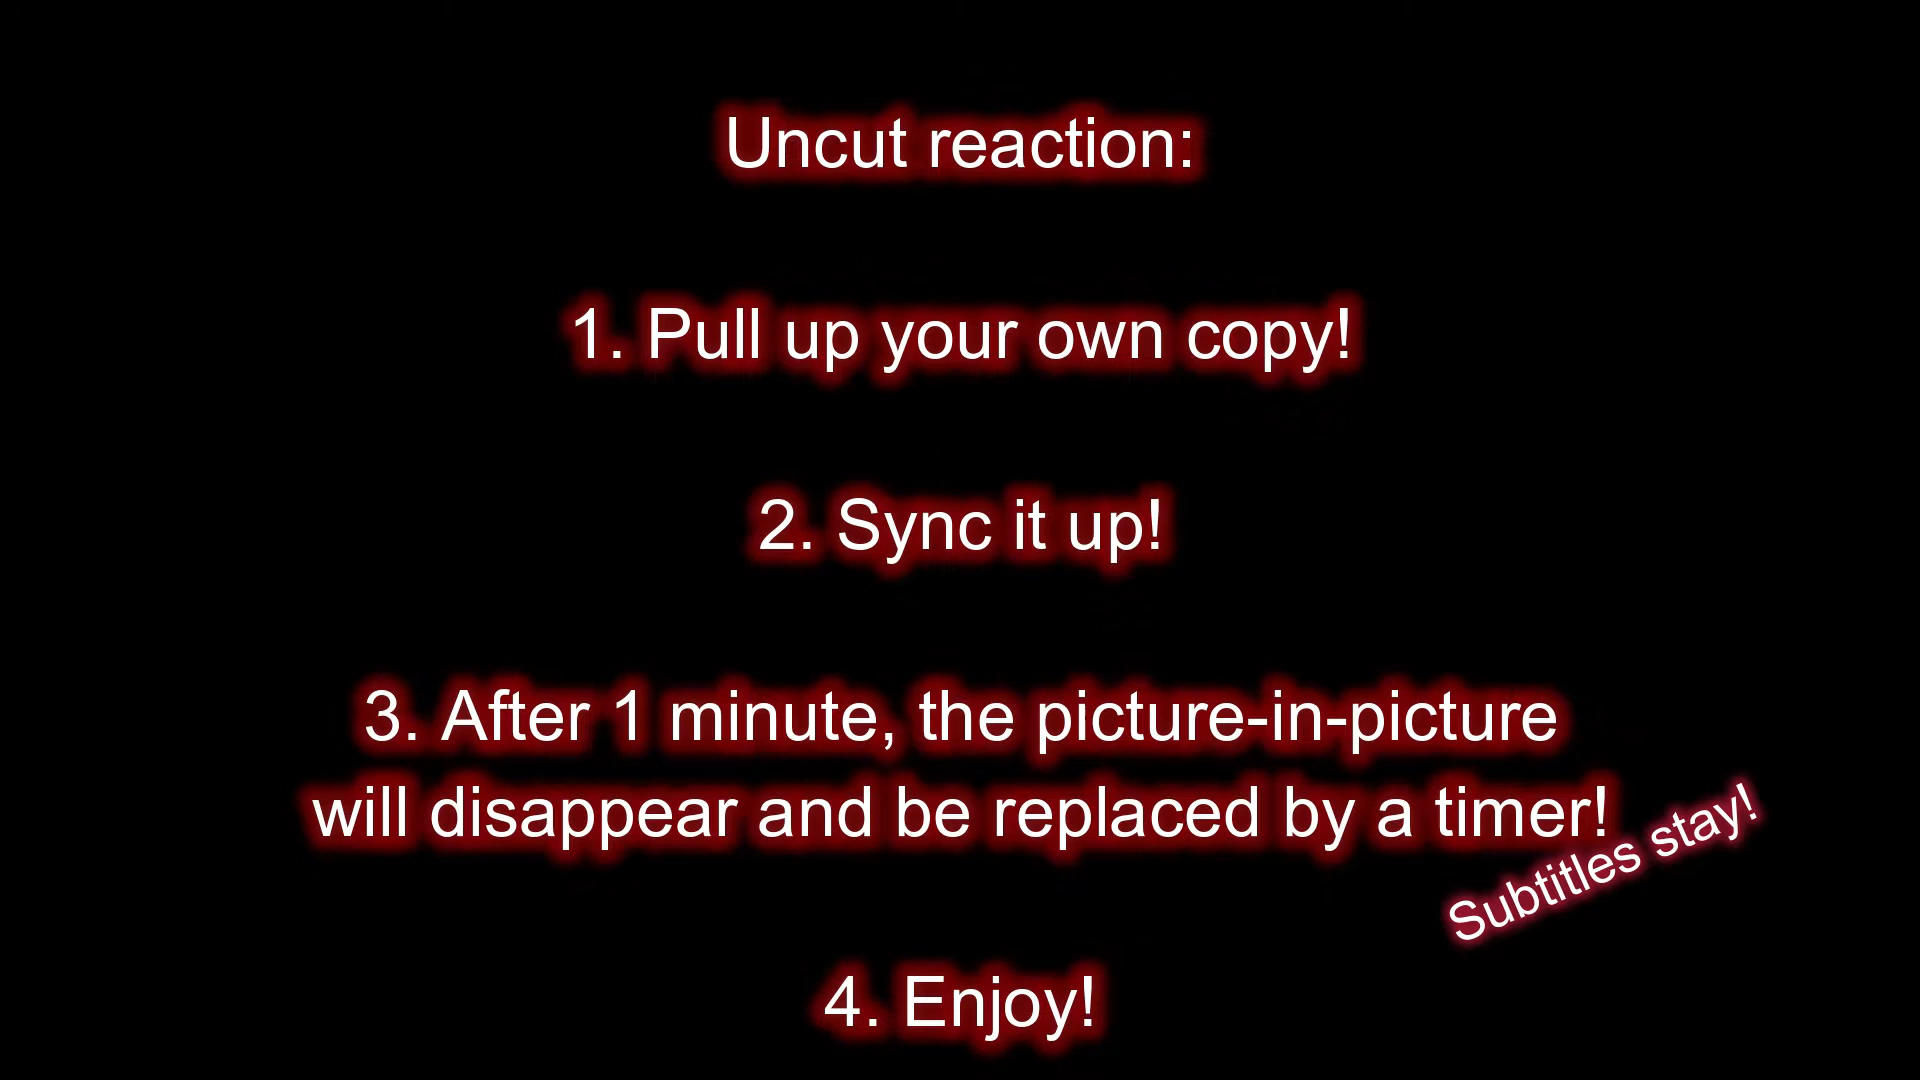 Uncut reaction:
1. Pull up your own copy!
2. Sync it up!
3. After 1 minute, the picture-in-picture
will disappear and be replaced by a timer!
Subtitles stay!
4. Enjoy!